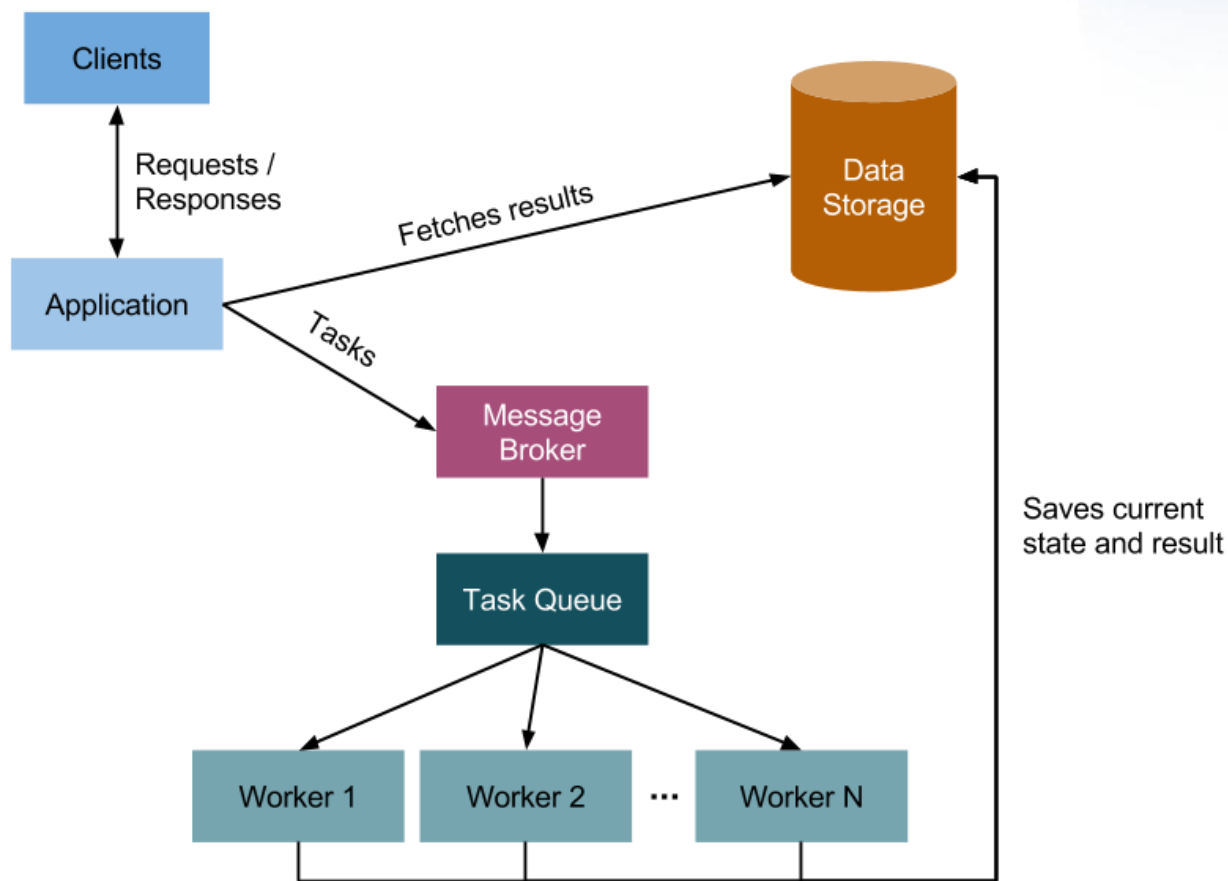 Clients
Requests /
Responses
Data
Storage
Fetches results
Application
Tasks
Message
Broker
Saves current
state and result
Task Queue
Worker 1
Worker 2
...
Worker N